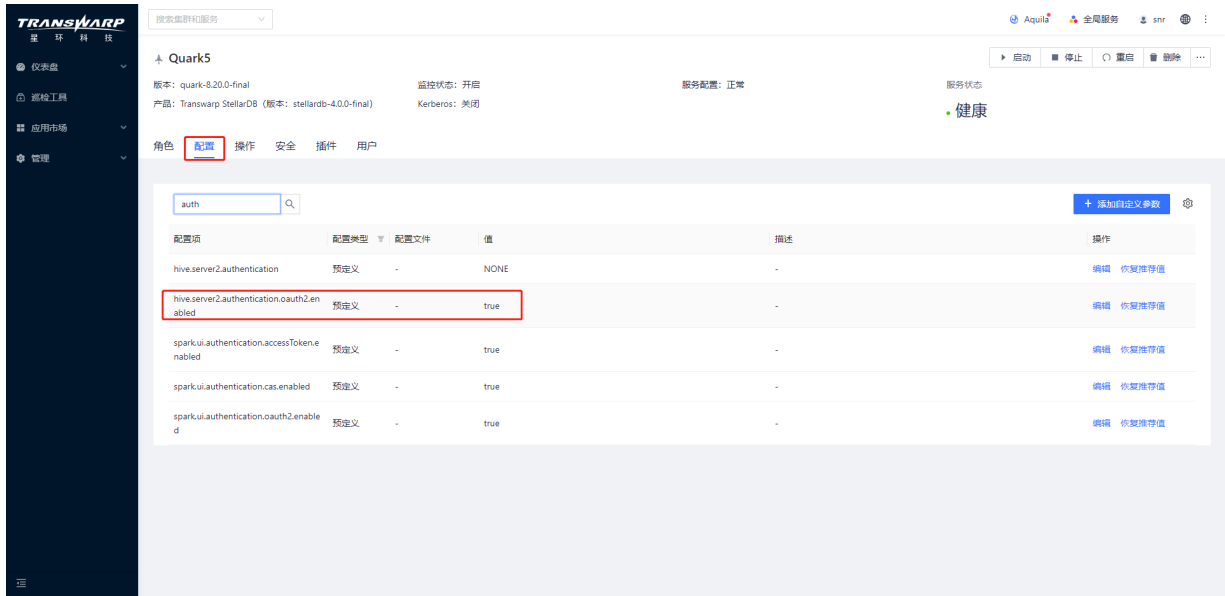 TRANSWARP
星 环 科 技
搜索集群和服务
Aquila 全局服务 snr
仪表盘
巡检工具
应用市场
管理
Quark5
启动 停止 重启 删除 ...
版本：quark-8.20.0-final 监控状态：开启 服务配置：正常 服务状态
产品：Transwarp StellarDB（版本：stellardb-4.0.0-final） Kerberos：关闭
健康
角色 配置 操作 安全 插件 用户
auth
+ 添加自定义参数
配置项 配置类型 配置文件 值 描述 操作
hive.server2.authentication 预定义 - NONE - 编辑 恢复推荐值
hive.server2.authentication.oauth2.en
abled 预定义 - true - 编辑 恢复推荐值
spark.ui.authentication.accessToken.e
nabled 预定义 - true - 编辑 恢复推荐值
spark.ui.authentication.cas.enabled 预定义 - true - 编辑 恢复推荐值
spark.ui.authentication.oauth2.enable
d 预定义 - true - 编辑 恢复推荐值